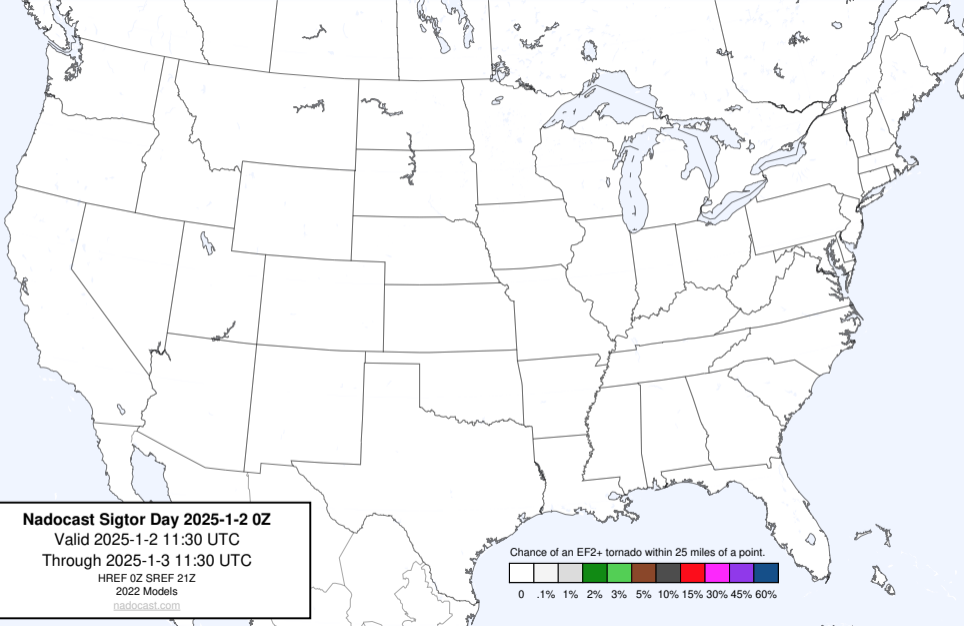 Nadocast Sigtor Day 2025-1-2 0Z
Valid 2025-1-2 11:30 UTC
Through 2025-1-3 11:30 UTC
HREF 0Z SREF 21Z
2022 Models
nadocast.com
Chance of an EF2+ tornado within 25 miles of a point.
0 .1% 1% 2% 3% 5% 10% 15% 30% 45% 60%